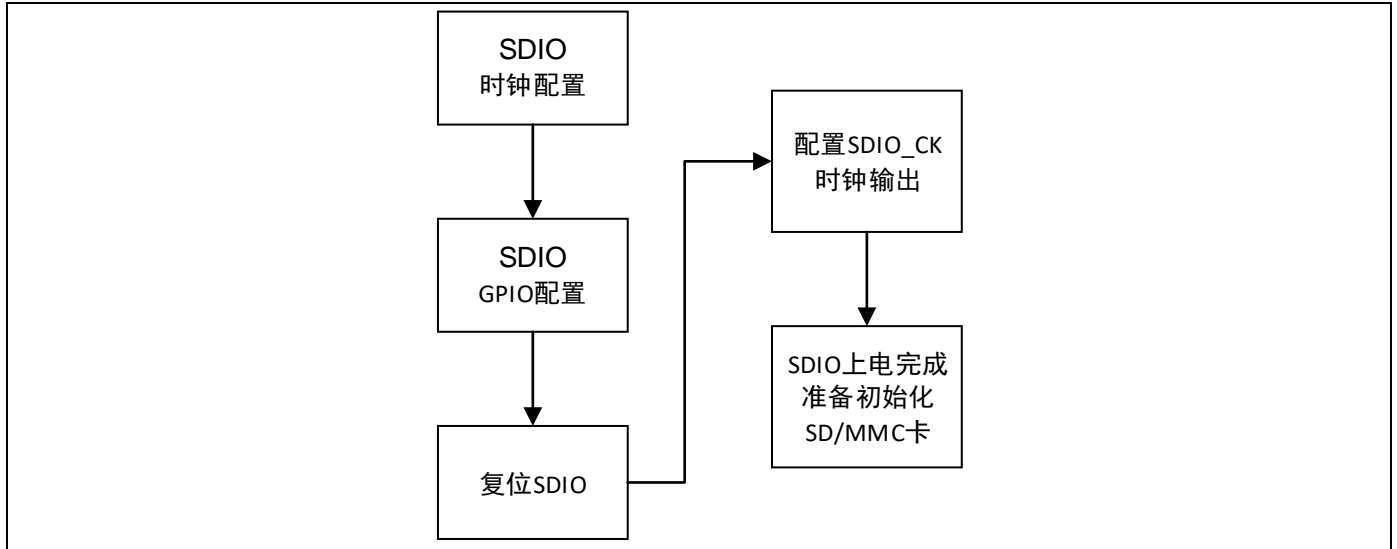 SDIO
时钟配置
SDIO
GPIO配置
复位SDIO
配置SDIO_CK
时钟输出
SDIO上电完成
准备初始化
SD/MMC卡